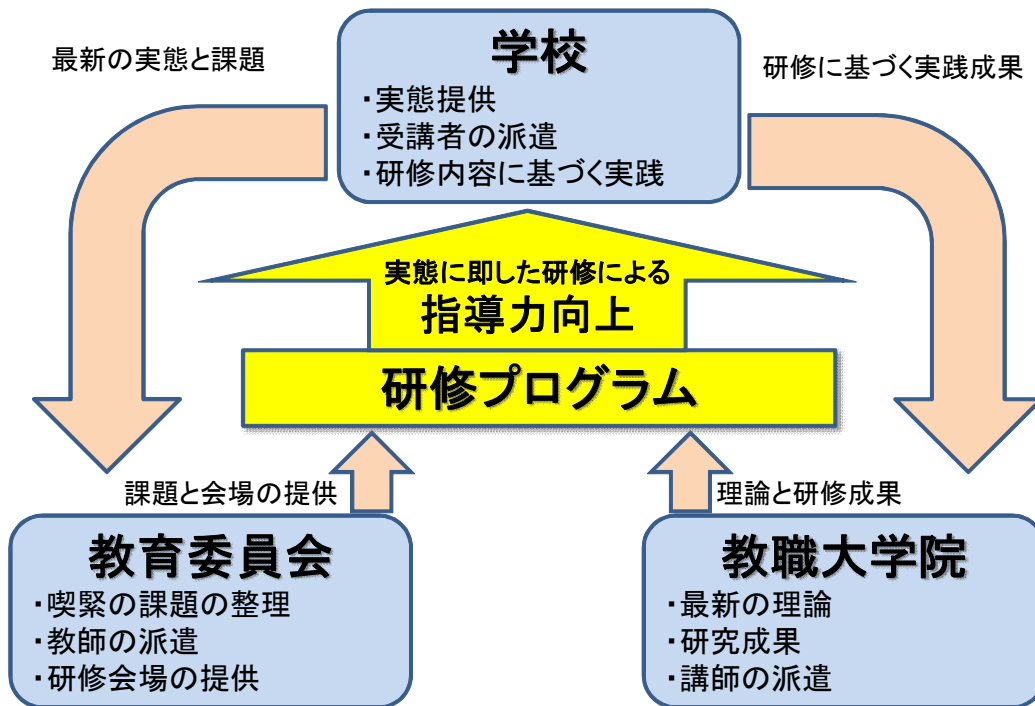 学校
・実態提供
・受講者の派遣
・研修内容に基づく実践
最新の実態と課題
研修に基づく実践成果
実態に即した研修による
指導力向上
研修プログラム
課題と会場の提供
理論と研修成果
教育委員会
・喫緊の課題の整理
・教師の派遣
・研修会場の提供
教職大学院
・最新の理論
・研究成果
・講師の派遣